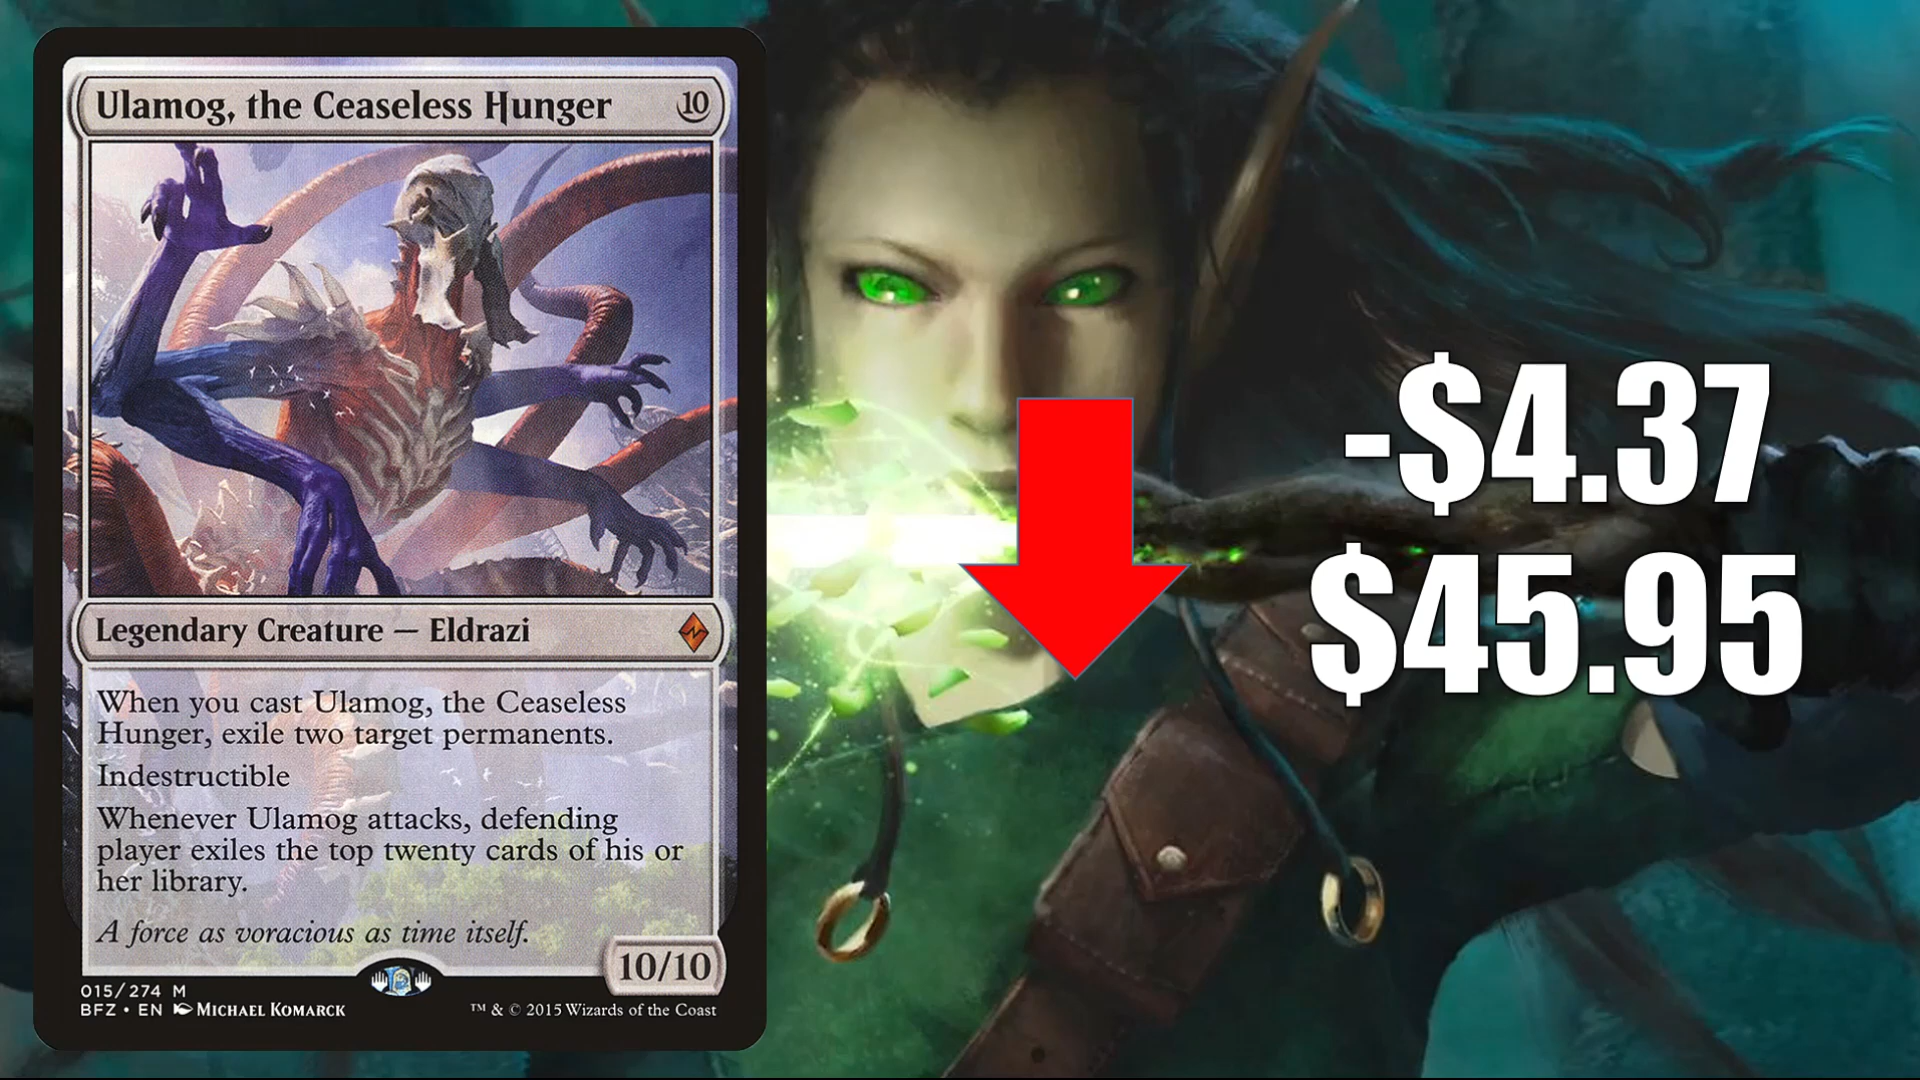 Ulamog, the Ceaseless Hunger 10
Legendary Creature — Eldrazi
When you cast Ulamog, the Ceaseless
Hunger, exile two target permanents.
Indestructible
Whenever Ulamog attacks, defending
player exiles the top twenty cards of his or
her library.
A force as voracious as time itself.
10/10
015/274 M
BFZ • EN Michael Komarck
™ & © 2015 Wizards of the Coast
-$4.37
$45.95